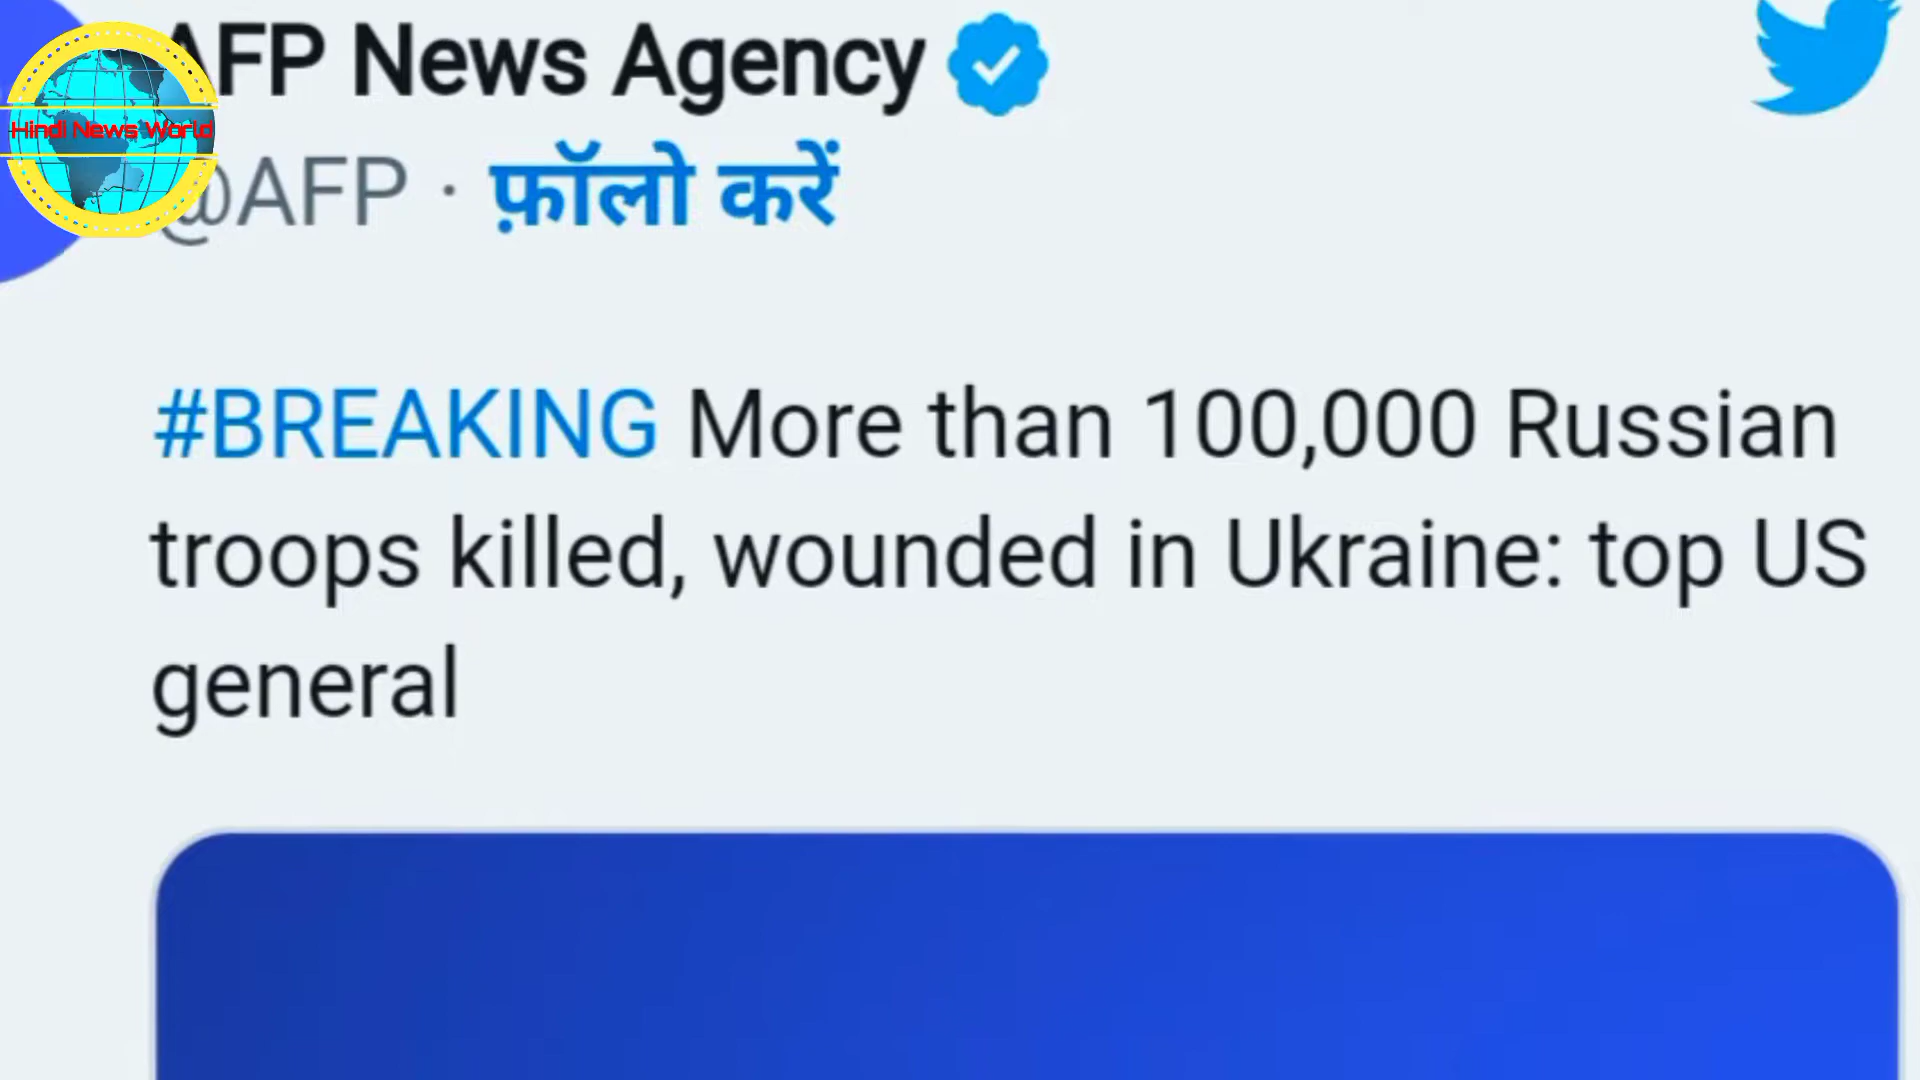 AFP News Agency
Hindi News World
@AFP · फ़ॉलो करें
#BREAKING More than 100,000 Russian
troops killed, wounded in Ukraine: top US
general